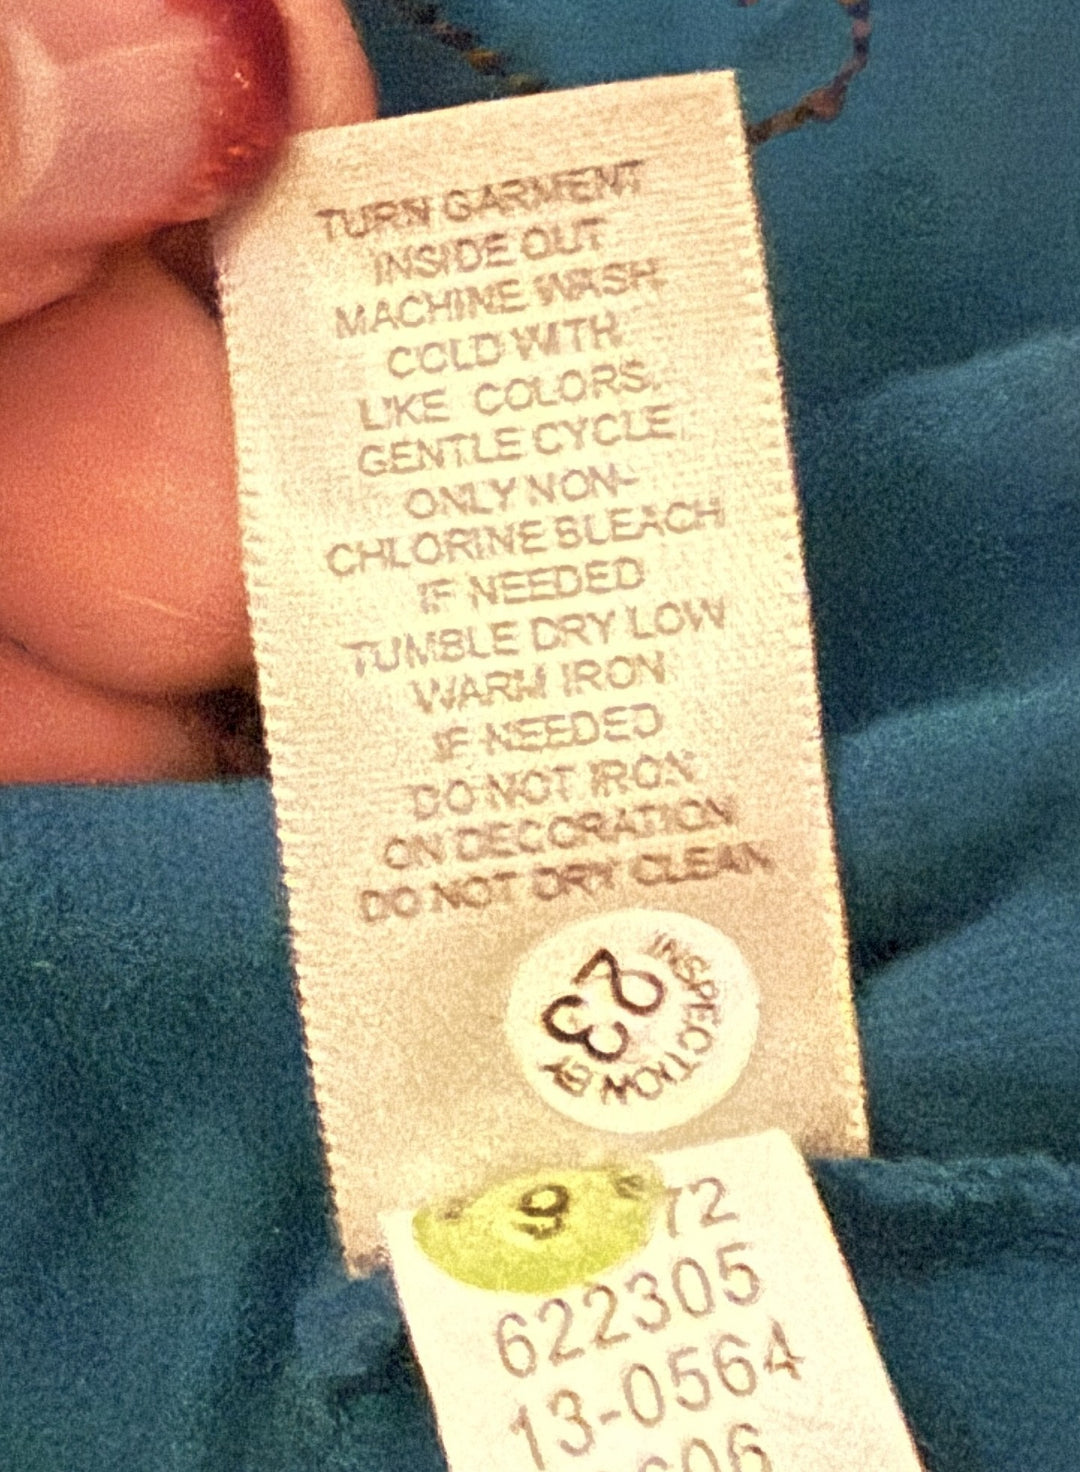 TURN GARMENT
INSIDE OUT
MACHINE WASH
COLD WITH
LIKE COLORS,
GENTLE CYCLE
ONLY NON-
CHLORINE BLEACH
IF NEEDED
TUMBLE DRY LOW
WARM IRON
IF NEEDED
DO NOT IRON
ON DECORATION
DO NOT DRY CLEAN
INSPECTION BY
23
72
622305
13-0564